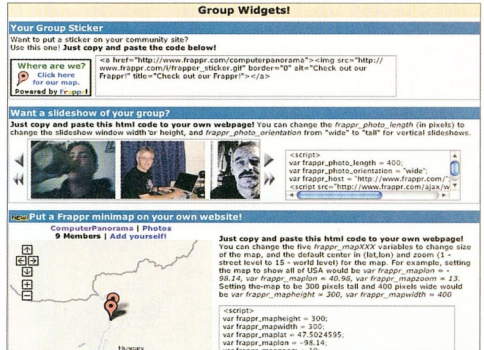 Group Widgets!
Your Group Sticker
Want to put a sticker on your community site?
Use this one! Just copy and paste the code below!
Where are we?
Click here
for our map.
Powered by Frappr!
<a href="http://www.frappr.com/computerpanorama"><img src="http://
www.frappr.com/i/frappr_sticker.gif" border="0" alt="Check out our
Frappr!" title="Check out our Frappr!"></a>
Want a slideshow of your group?
Just copy and paste this html code to your own webpage! You can change the frappr_photo_length (in pixels) to
change the slideshow window width or height, and frappr_photo_orientation from "wide" to "tall" for vertical slideshows.
<script>
var frappr_photo_length = 400;
var frappr_photo_orientation = "wide";
var frappr_host = "http://www.frappr.com/"
<script src="http://www.frappr.com/ajax/w
NEW Put a Frappr minimap on your own website!
ComputerPanorama | Photos
9 Members | Add yourself!
Hungary
Just copy and paste this html code to your own webpage!
You can change the five frappr_mapXXX variables to change size
of the map, and the default center in (lat,lon) and zoom (1 -
street level to 15 - world level) for the map. For example, setting
the map to show all of USA would be var frappr_maplon = -
98.14, var frappr_maplon = 40.98, var frappr_mapzoom = 13.
Setting the map to be 300 pixels tall and 400 pixels wide would
be var frappr_mapheight = 300, var frappr_mapwidth = 400
<script>
var frappr_mapheight = 300;
var frappr_mapwidth = 300;
var frappr_maplat = 47.5024595;
var frappr_maplon = -98.14;